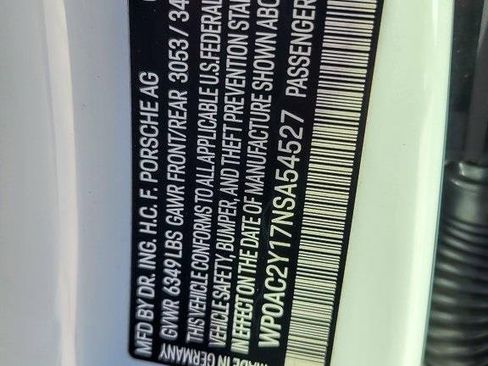 MFD BY DR. ING. H.C. F. PORSCHE AG
GVWR 6349 LBS GAWR FRONT/REAR 3053 / 34
THIS VEHICLE CONFORMS TO ALL APPLICABLE U.S. FEDERAL
VEHICLE SAFETY, BUMPER, AND THEFT PREVENTION STAN
IN EFFECT ON THE DATE OF MANUFACTURE SHOWN ABO
WP0AC2Y17NSA54527 PASSENGER
MADE IN GERMANY